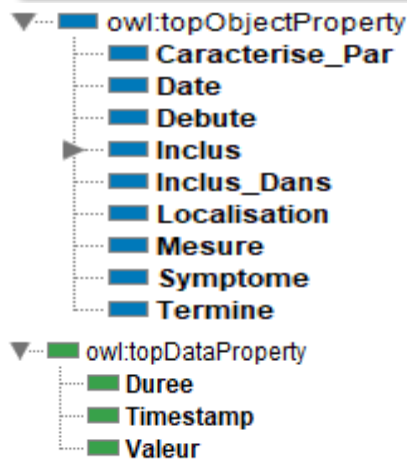 owl:topObjectProperty
Caracterise_Par
Date
Debute
Inclus
Inclus_Dans
Localisation
Mesure
Symptome
Termine
owl:topDataProperty
Duree
Timestamp
Valeur